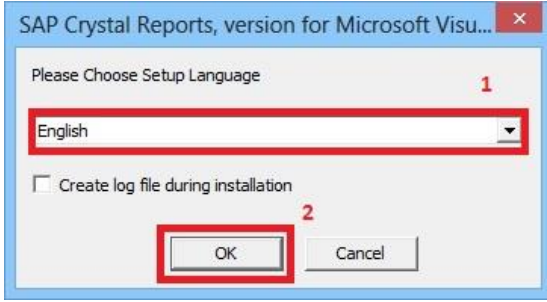 SAP Crystal Reports, version for Microsoft Visu...
Please Choose Setup Language
1
English
Create log file during installation
2
OK
Cancel